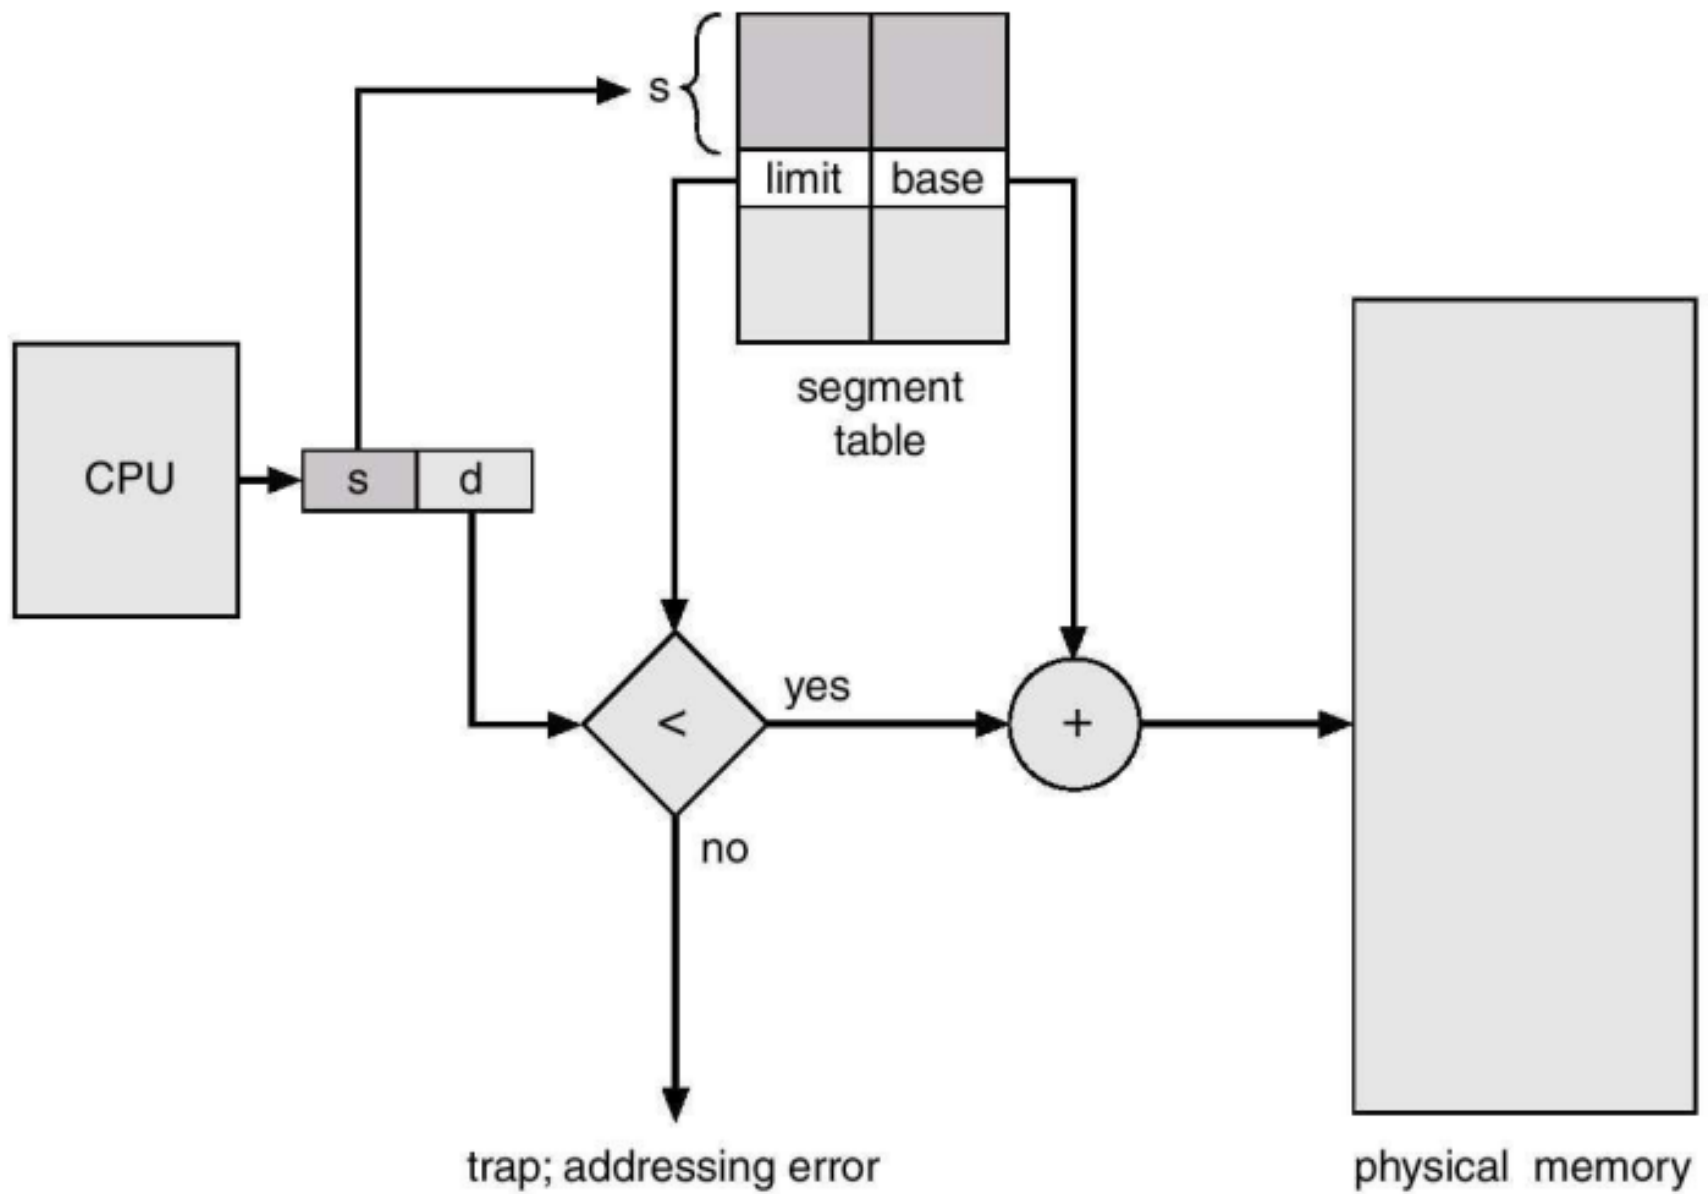 s
limit base
segment
table
CPU
s d
yes
<
+
no
trap; addressing error
physical memory